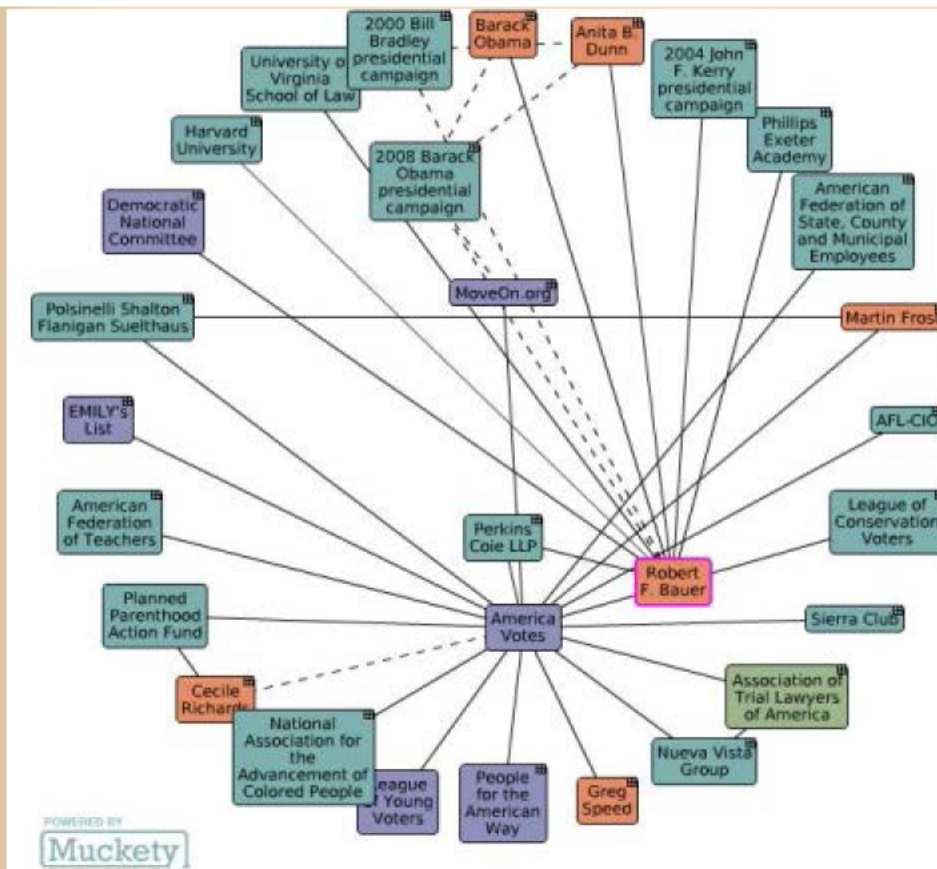 2000 Bill
Bradley
presidential
campaign
Barack
Obama
Anita B.
Dunn
University of
Virginia
School of Law
2004 John
F. Kerry
presidential
campaign
Harvard
University
2008 Barack
Obama
presidential
campaign
Phillips
Exeter
Academy
Democratic
National
Committee
American
Federation of
State, County
and Municipal
Employees
MoveOn.org
Polsinelli Shalton
Flanigan Suelthaus
Martin Frost
EMILY's
List
AFL-CIO
American
Federation
of Teachers
Perkins
Coie LLP
League of
Conservation
Voters
Robert
F. Bauer
Planned
Parenthood
Action Fund
America
Votes
Sierra Club
Cecile
Richards
Association of
Trial Lawyers
of America
National
Association for
the
Advancement of
Colored People
League
of Young
Voters
People
for the
American
Way
Greg
Speed
Nueva Vista
Group
POWERED BY
Muckety